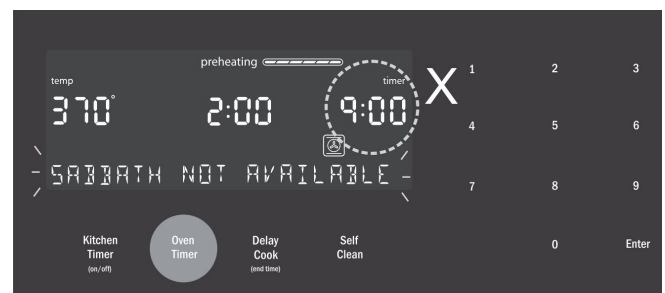 preheating
temp
timer
370°
2:00
9:00
X
SABBATH NOT AVAILABLE
Kitchen
Timer
(on/off)
Oven
Timer
Delay
Cook
(end time)
Self
Clean
1 2 3
4 5 6
7 8 9
0 Enter